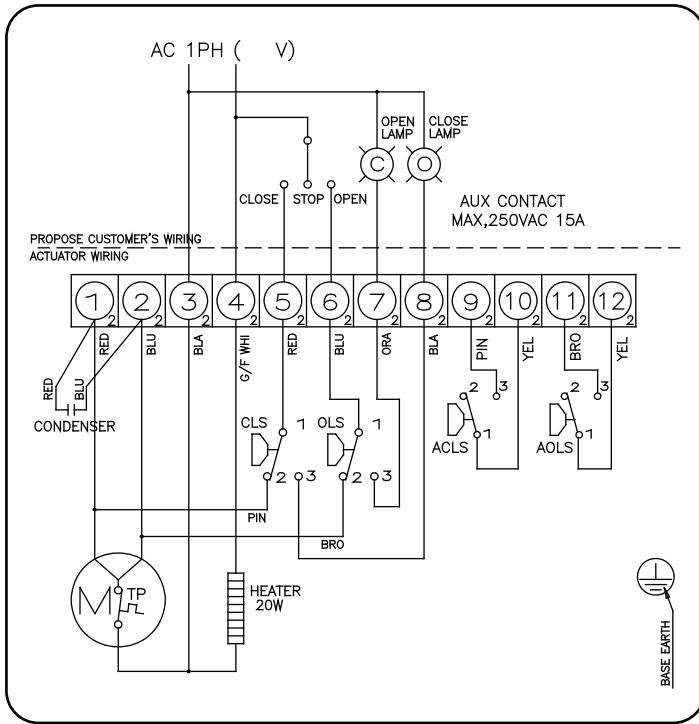 AC 1PH (    V)
OPEN LAMP
CLOSE LAMP
C
O
CLOSE STOP OPEN
AUX CONTACT
MAX,250VAC 15A
PROPOSE CUSTOMER'S WIRING
ACTUATOR WIRING
1 2 3 4 5 6 7 8 9 10 11 12
2 2 2 2 2 2 2 2 2 2 2 2
RED BLU BLA G/F WHI RED BLU ORA BLA PIN YEL BRO YEL
RED BLU
CONDENSER
CLS 1 2 3
OLS 1 2 3
ACLS 2 3 1
AOLS 2 3 1
PIN
BRO
M TP
HEATER
20W
BASE EARTH